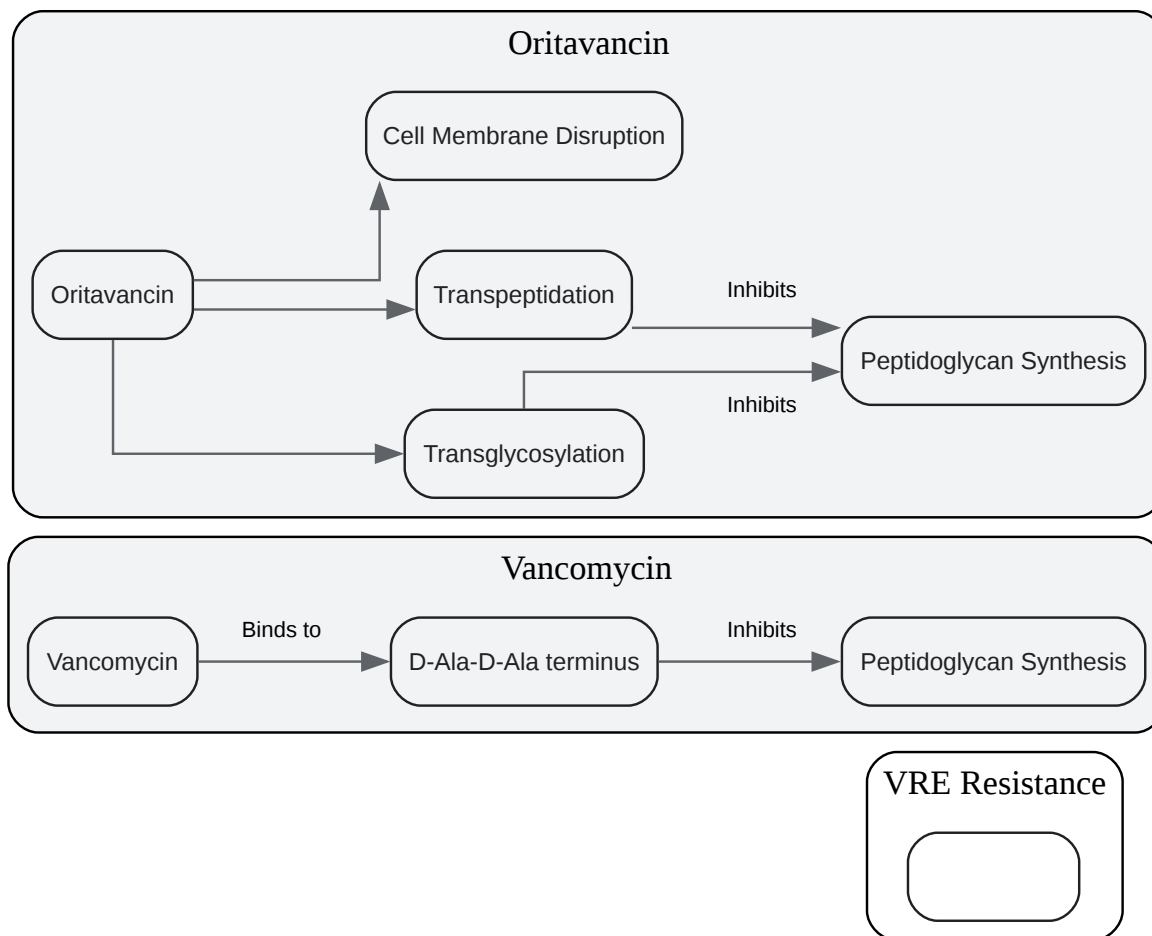 Oritavancin
Cell Membrane Disruption
Oritavancin
Transpeptidation
Inhibits
Peptidoglycan Synthesis
Inhibits
Transglycosylation
Vancomycin
Vancomycin
Binds to
D-Ala-D-Ala terminus
Inhibits
Peptidoglycan Synthesis
VRE Resistance